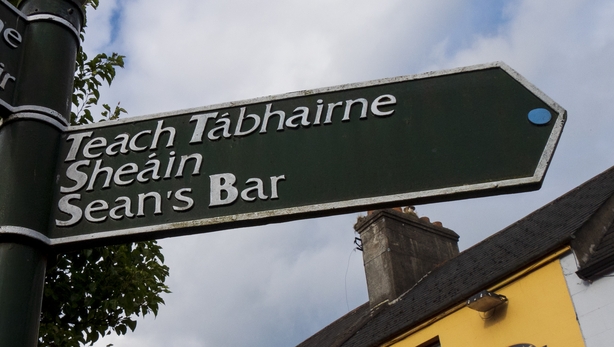 Teach Tábhairne
Sheáin
Sean's Bar